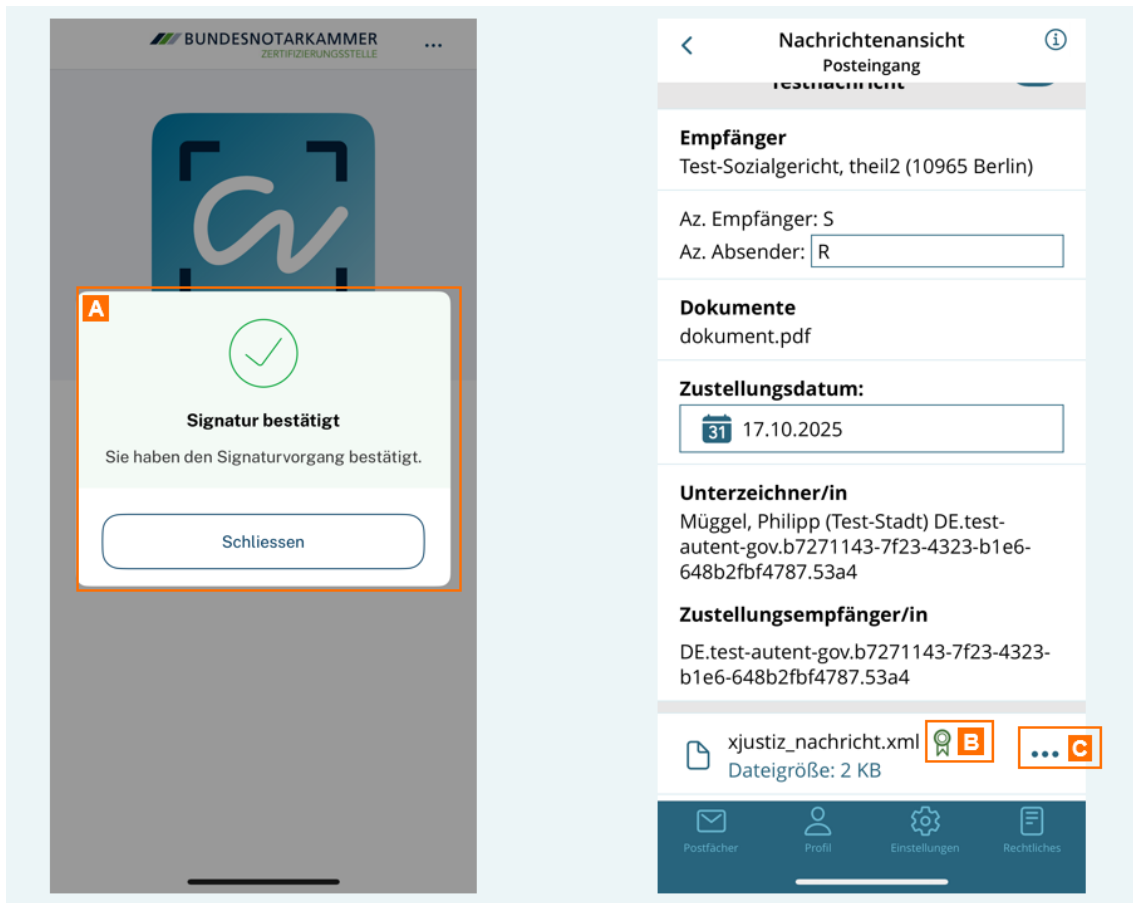 BUNDESNOTARKAMMER
ZERTIFIZIERUNGSSTELLE
A
Signatur bestätigt
Sie haben den Signaturvorgang bestätigt.
Schliessen
Nachrichtenansicht
Posteingang
Testnachricht
Empfänger
Test-Sozialgericht, theil2 (10965 Berlin)
Az. Empfänger: S
Az. Absender: R
Dokumente
dokument.pdf
Zustellungsdatum:
31 17.10.2025
Unterzeichner/in
Müggel, Philipp (Test-Stadt) DE.test-
autent-gov.b7271143-7f23-4323-b1e6-
648b2fbf4787.53a4
Zustellungsempfänger/in
DE.test-autent-gov.b7271143-7f23-4323-
b1e6-648b2fbf4787.53a4
xjustiz_nachricht.xml B
... C
Dateigröße: 2 KB
Postfächer Profil Einstellungen Rechtliches